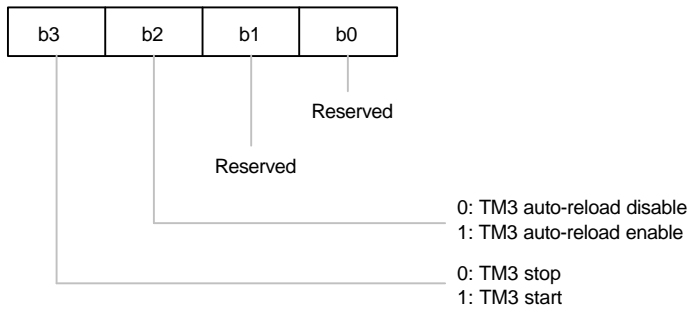 b3 b2 b1 b0
Reserved
Reserved
0: TM3 auto-reload disable
1: TM3 auto-reload enable
0: TM3 stop
1: TM3 start